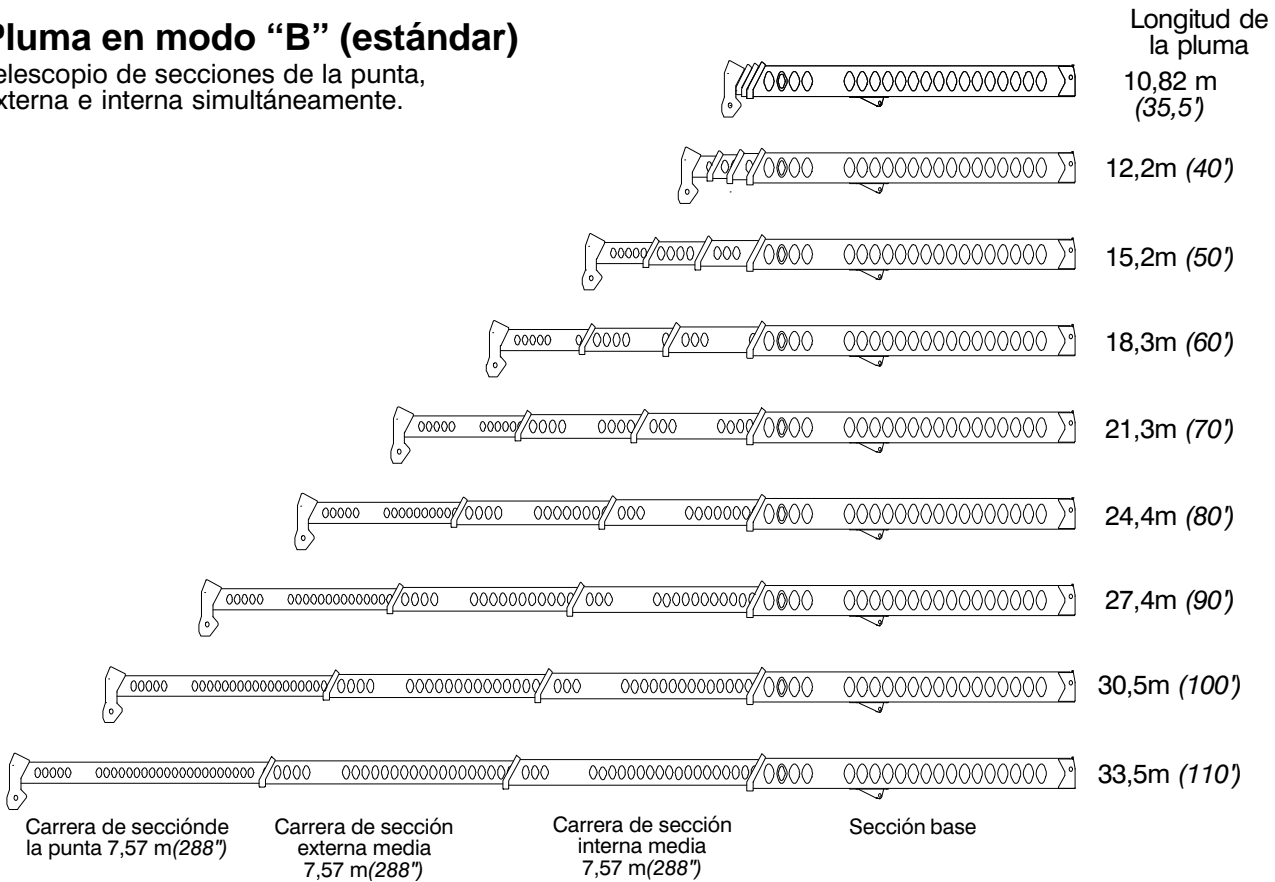 Pluma en modo “B” (estándar)
elescopio de secciones de la punta,
xterna e interna simultáneamente.
Longitud de
la pluma
10,82 m
(35,5')
12,2m (40')
15,2m (50')
18,3m (60')
21,3m (70')
24,4m (80')
27,4m (90')
30,5m (100')
33,5m (110')
Carrera de secciónde
la punta 7,57 m(288")
Carrera de sección
externa media
7,57 m(288")
Carrera de sección
interna media
7,57 m(288")
Sección base